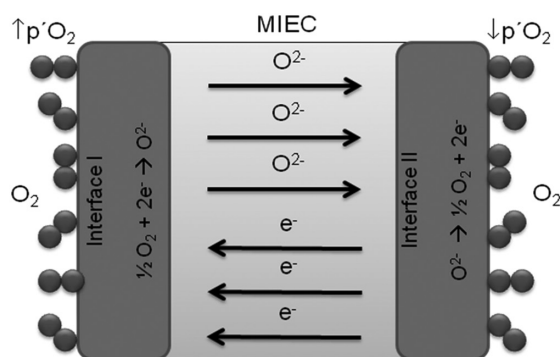 ↑p´O₂
MIEC
↓p´O₂
O²⁻
O²⁻
O²⁻
e⁻
e⁻
e⁻
O₂
Interface I
½ O₂ + 2e⁻ → O²⁻
Interface II
O²⁻ → ½ O₂ + 2e⁻
O₂